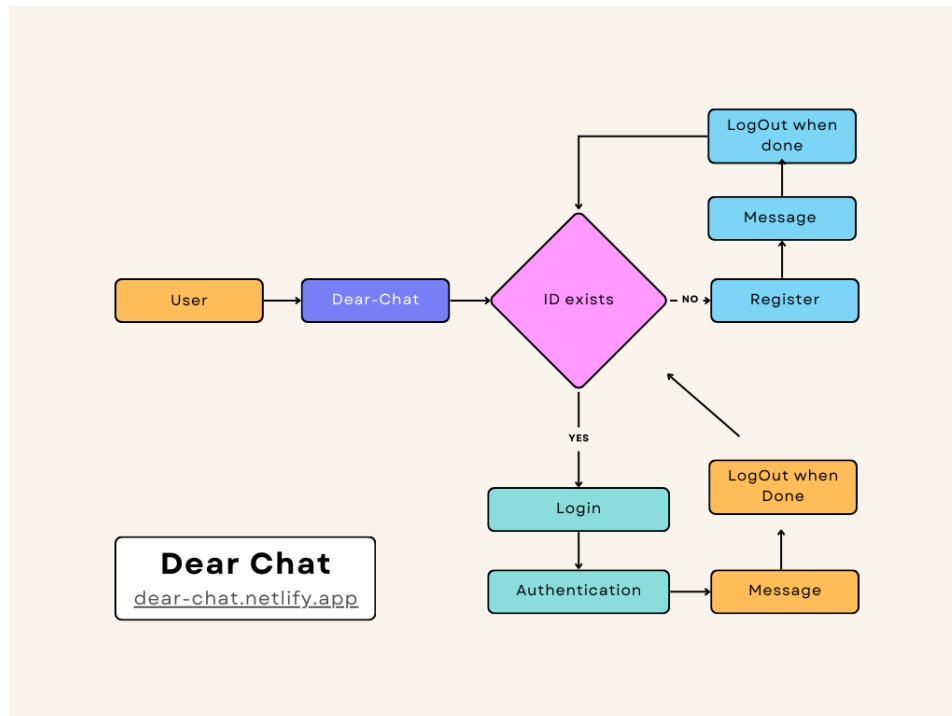 LogOut when
done
Message
User
Dear-Chat
ID exists
NO
Register
YES
LogOut when
Done
Login
Dear Chat
dear-chat.netlify.app
Authentication
Message